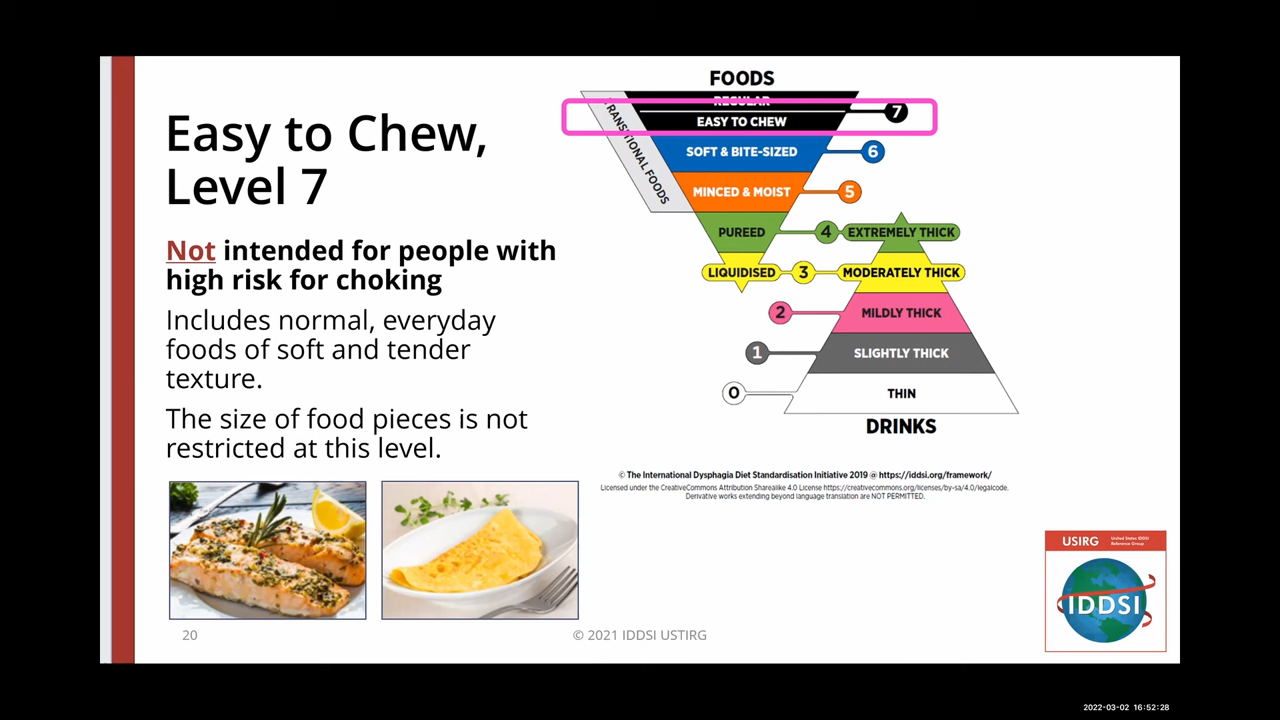 Easy to Chew,
Level 7
Not intended for people with
high risk for choking
Includes normal, everyday
foods of soft and tender
texture.
The size of food pieces is not
restricted at this level.
FOODS
TRANSITIONAL FOODS
REGULAR
EASY TO CHEW
7
SOFT & BITE-SIZED
6
MINCED & MOIST
5
PUREED
4
EXTREMELY THICK
LIQUIDISED
3
MODERATELY THICK
2
MILDLY THICK
1
SLIGHTLY THICK
0
THIN
DRINKS
© The International Dysphagia Diet Standardisation Initiative 2019 @ https://iddsi.org/framework/
Licensed under the CreativeCommons Attribution Sharealike 4.0 License https://creativecommons.org/licenses/by-sa/4.0/legalcode.
Derivative works extending beyond language translation are NOT PERMITTED.
USIRG
United States IDDSI
Reference Group
IDDSI
20
© 2021 IDDSI USTIRG
2022-03-02 16:52:28